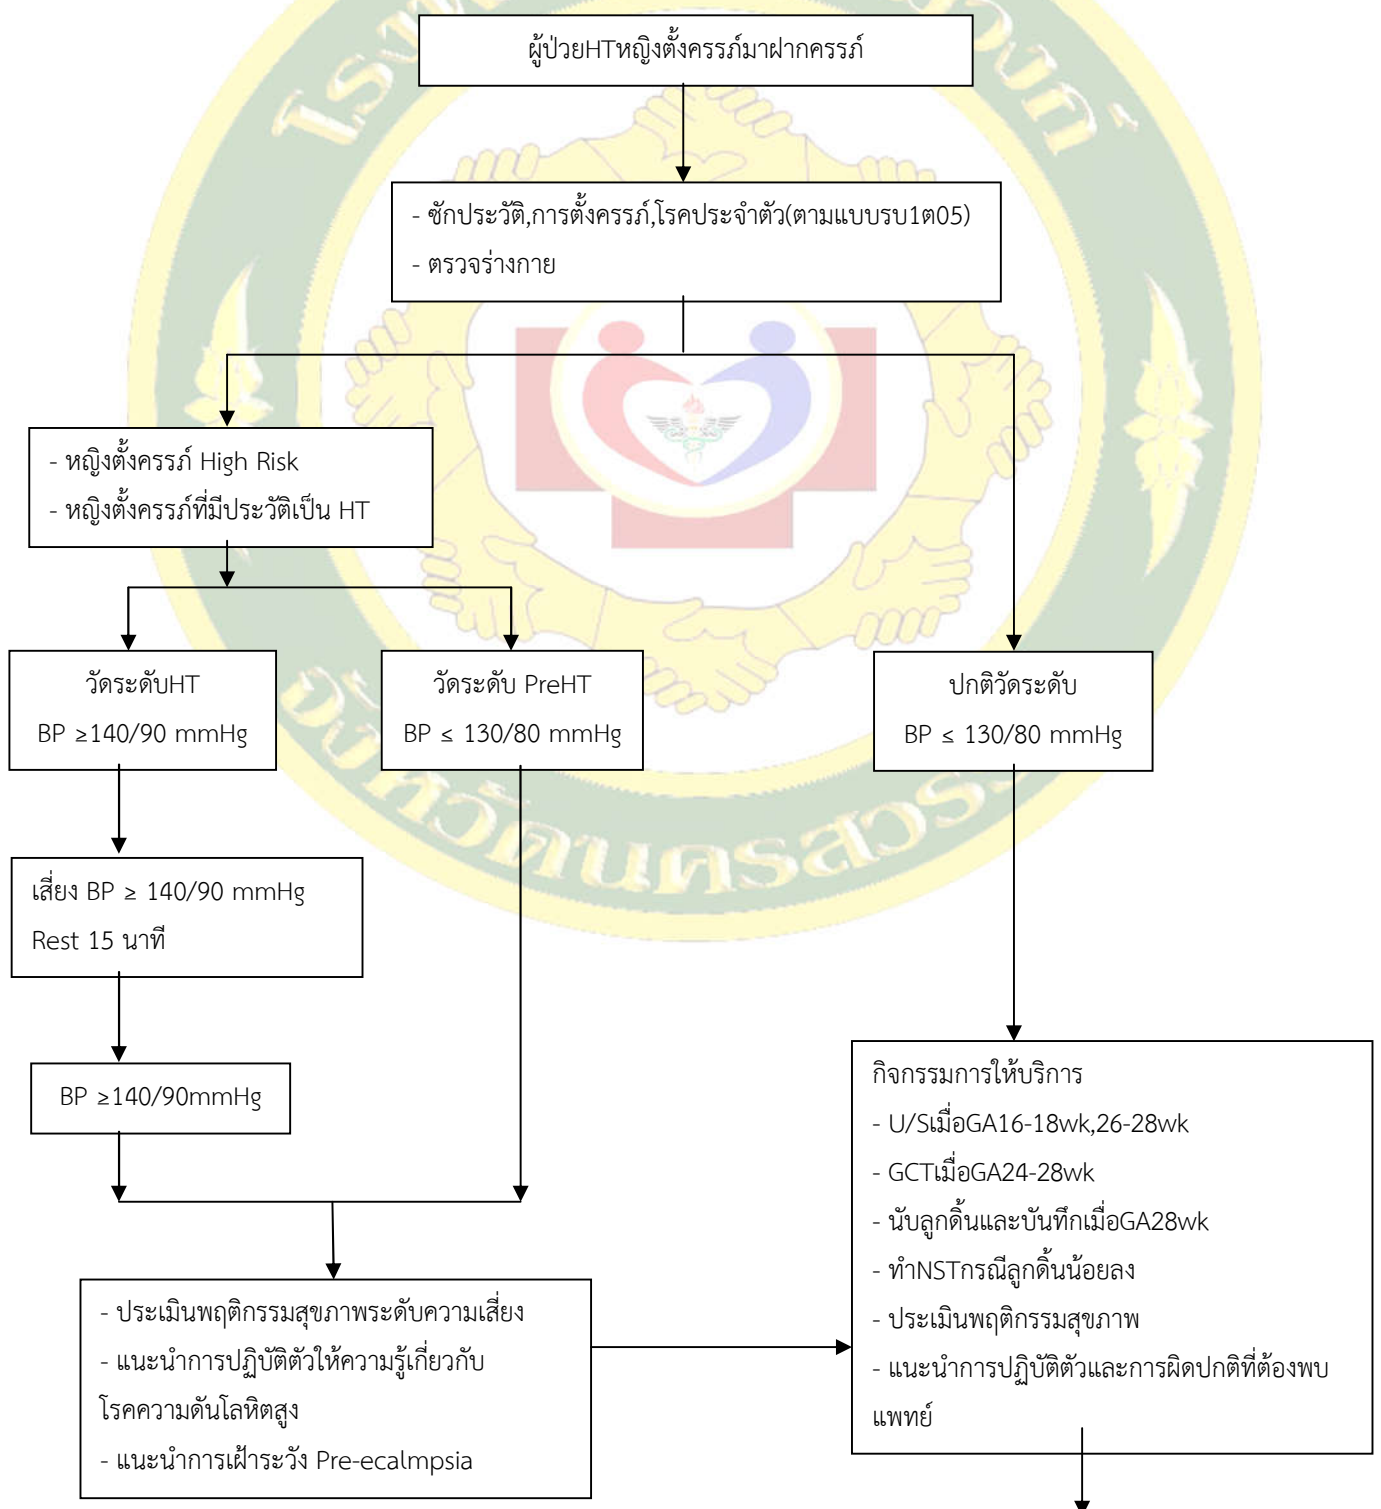 ผู้ป่วยHTหญิงตั้งครรภ์มาฝากครรภ์
- ซักประวัติ,การตั้งครรภ์,โรคประจำตัว(ตามแบบรบ1ต05)
- ตรวจร่างกาย
- หญิงตั้งครรภ์ High Risk
- หญิงตั้งครรภ์ที่มีประวัติเป็น HT
วัดระดับHT
BP ≥140/90 mmHg
วัดระดับ PreHT
BP ≤ 130/80 mmHg
ปกติวัดระดับ
BP ≤ 130/80 mmHg
เสี่ยง BP ≥ 140/90 mmHg
Rest 15 นาที
BP ≥140/90mmHg
- ประเมินพฤติกรรมสุขภาพระดับความเสี่ยง
- แนะนำการปฏิบัติตัวให้ความรู้เกี่ยวกับ
โรคความดันโลหิตสูง
- แนะนำการเฝ้าระวัง Pre-ecalmpsia
กิจกรรมการให้บริการ
- U/Sเมื่อGA16-18wk,26-28wk
- GCTเมื่อGA24-28wk
- นับลูกดิ้นและบันทึกเมื่อGA28wk
- ทำNSTกรณีลูกดิ้นน้อยลง
- ประเมินพฤติกรรมสุขภาพ
- แนะนำการปฏิบัติตัวและการผิดปกติที่ต้องพบ
แพทย์